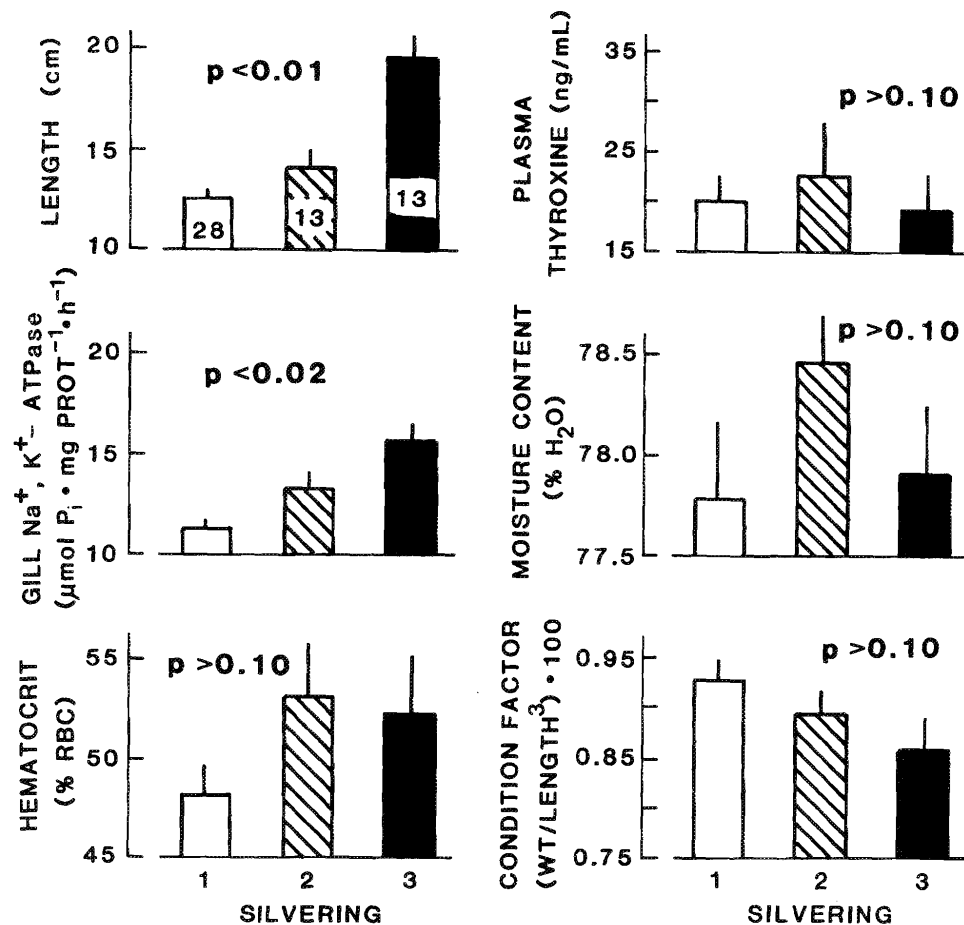 LENGTH (cm)
20
15
10
p <0.01
28
13
13
PLASMA
THYROXINE (ng/mL)
35
25
15
p >0.10
GILL Na⁺, K⁺- ATPase
(μmol Pᵢ • mg PROT⁻¹•h⁻¹)
20
15
10
p <0.02
MOISTURE CONTENT
(% H₂O)
78.5
78.0
77.5
p >0.10
HEMATOCRIT
(% RBC)
55
50
45
p >0.10
1
2
3
SILVERING
CONDITION FACTOR
(WT/LENGTH³) • 100
0.95
0.85
0.75
p >0.10
1
2
3
SILVERING